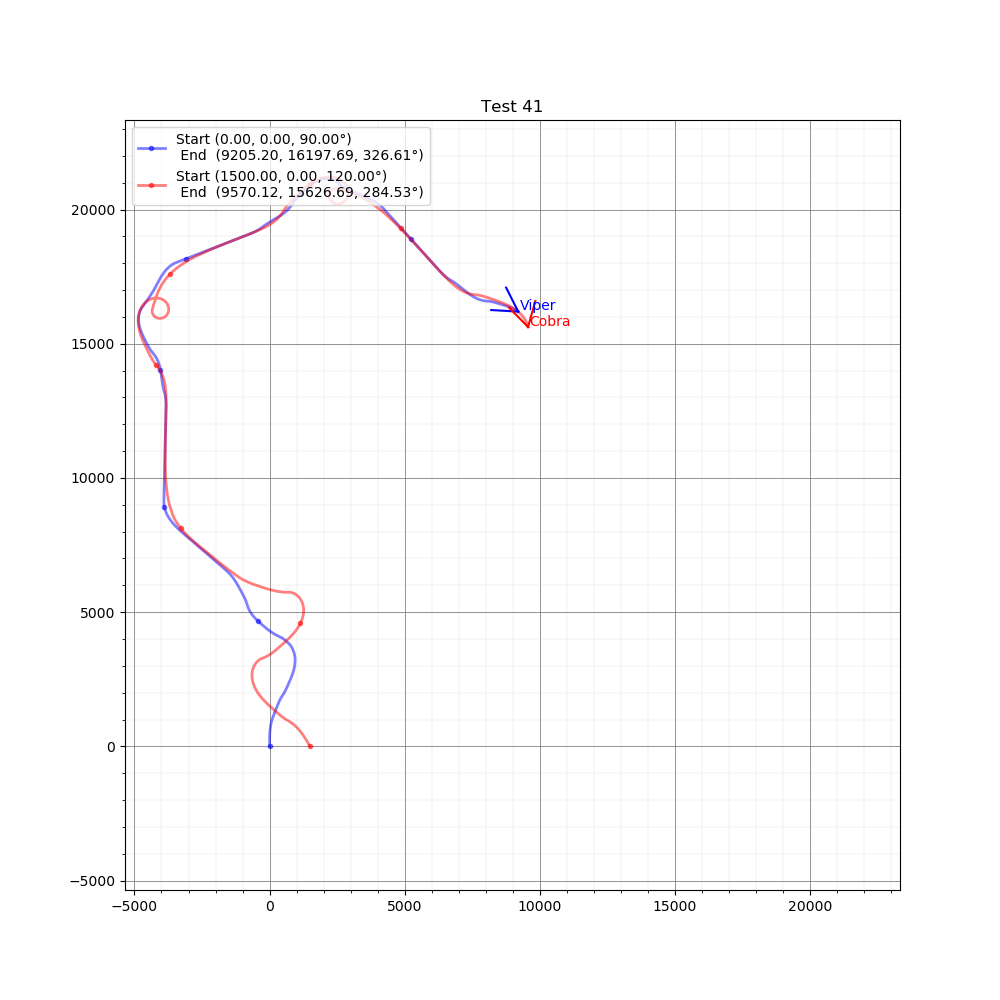 Test 41
Start (0.00, 0.00, 90.00°)
End (9205.20, 16197.69, 326.61°)
Start (1500.00, 0.00, 120.00°)
End (9570.12, 15626.69, 284.53°)
20000
15000
10000
5000
0
−5000
Viper
Cobra
−5000 0 5000 10000 15000 20000